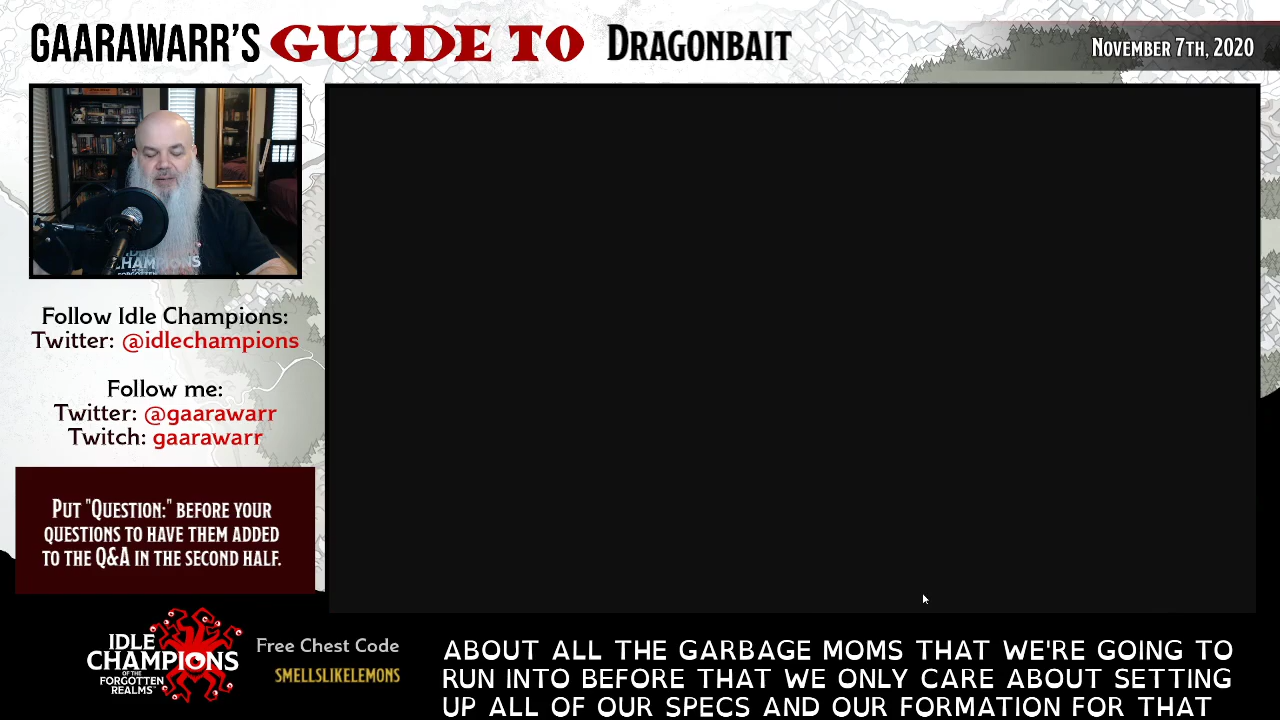 GAARAWARR'S GUIDE TO DRAGONBAIT
NOVEMBER 7TH, 2020
Follow Idle Champions:
Twitter: @idlechampions
Follow me:
Twitter: @gaarawarr
Twitch: gaarawarr
PUT "QUESTION:" BEFORE YOUR
QUESTIONS TO HAVE THEM ADDED
TO THE Q&A IN THE SECOND HALF.
IDLE
CHAMPIONS
OF THE
FORGOTTEN
REALMS
Free Chest Code
SMELLSLIKELEMONS
ABOUT ALL THE GARBAGE MOMS THAT WE'RE GOING TO
RUN INTO BEFORE THAT WE ONLY CARE ABOUT SETTING
UP ALL OF OUR SPECS AND OUR FORMATION FOR THAT